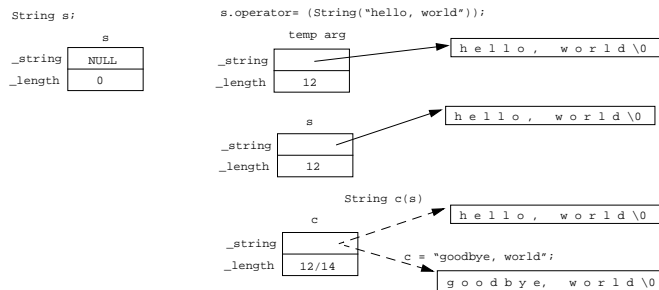 String s;
s
_string NULL
_length 0
s.operator= (String("hello, world"));
temp arg
_string
_length 12
h e l l o , w o r l d \0
s
_string
_length 12
h e l l o , w o r l d \0
String c(s)
c
_string
_length 12/14
h e l l o , w o r l d \0
c = "goodbye, world";
g o o d b y e , w o r l d \0